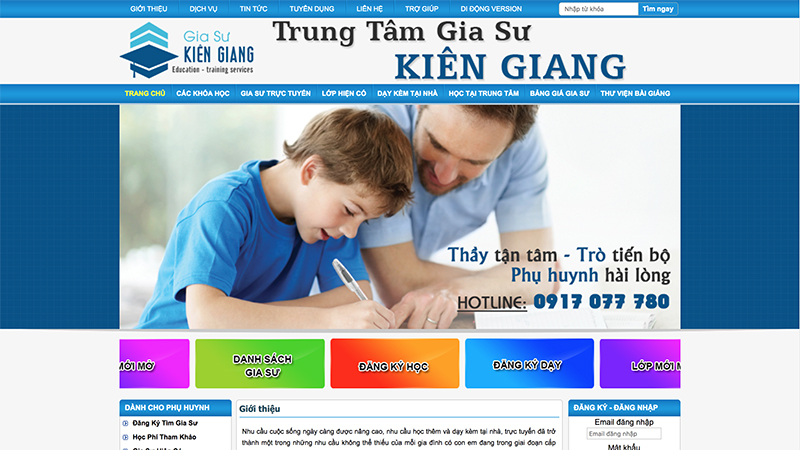 GIỚI THIỆU DỊCH VỤ TIN TỨC TUYỂN DỤNG LIÊN HỆ TRỢ GIÚP DI ĐỘNG VERSION Nhập từ khóa Tìm ngay
Gia Sư
KIÊN GIANG
Education - training services
Trung Tâm Gia Sư
KIÊN GIANG
TRANG CHỦ CÁC KHÓA HỌC GIA SƯ TRỰC TUYẾN LỚP HIỆN CÓ DẠY KÈM TẠI NHÀ HỌC TẠI TRUNG TÂM BẢNG GIÁ GIA SƯ THƯ VIỆN BÀI GIẢNG
Thầy tận tâm - Trò tiến bộ
Phụ huynh hài lòng
HOTLINE: 0917 077 780
MỚI MỞ
DANH SÁCH
GIA SƯ
ĐĂNG KÝ HỌC
ĐĂNG KÝ DẠY
LỚP MỚI
DÀNH CHO PHỤ HUYNH
Đăng Ký Tìm Gia Sư
Học Phí Tham Khảo
Giới thiệu
Nhu cầu cuộc sống ngày càng được nâng cao, nhu cầu học thêm và dạy kèm tại nhà, trực tuyến đã trở
thành một trong những nhu cầu không thể thiếu của mỗi gia đình có con em đang trong giai đoạn cấp
ĐĂNG KÝ - ĐĂNG NHẬP
Email đăng nhập
Email đăng nhập
Mật khẩu